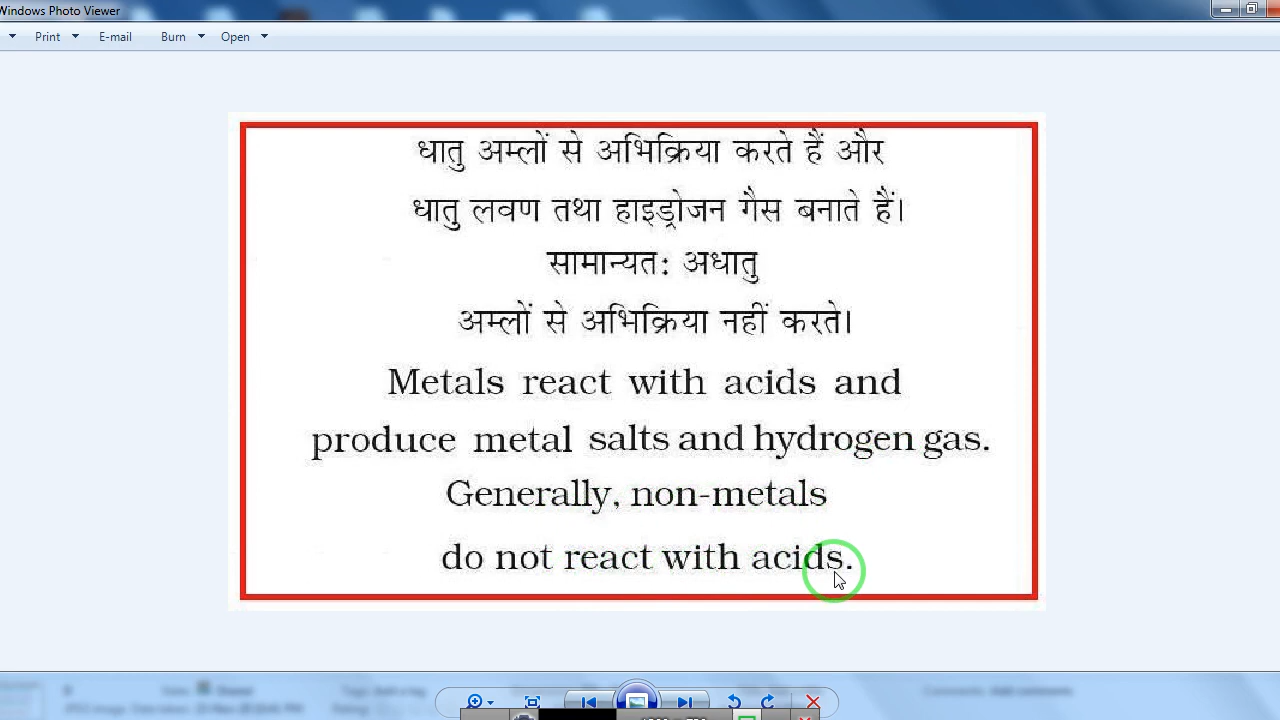 Windows Photo Viewer
Print E-mail Burn Open
धातु अम्लों से अभिक्रिया करते हैं और
धातु लवण तथा हाइड्रोजन गैस बनाते हैं।
सामान्यत: अधातु
अम्लों से अभिक्रिया नहीं करते।
Metals react with acids and
produce metal salts and hydrogen gas.
Generally, non-metals
do not react with acids.